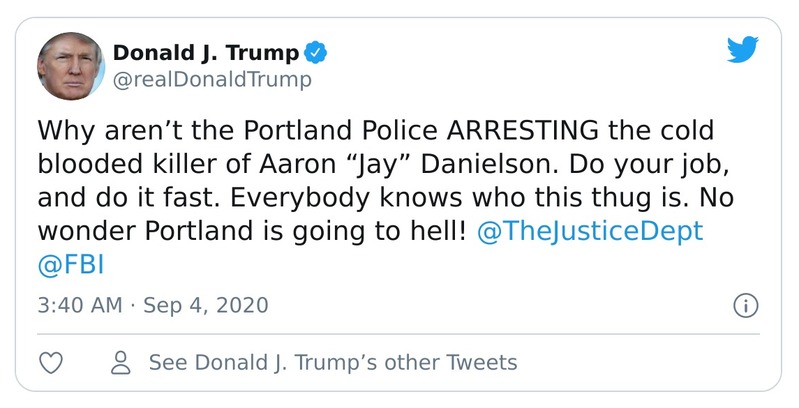 Donald J. Trump
@realDonaldTrump
Why aren’t the Portland Police ARRESTING the cold
blooded killer of Aaron “Jay” Danielson. Do your job,
and do it fast. Everybody knows who this thug is. No
wonder Portland is going to hell! @TheJusticeDept
@FBI
3:40 AM · Sep 4, 2020
See Donald J. Trump’s other Tweets